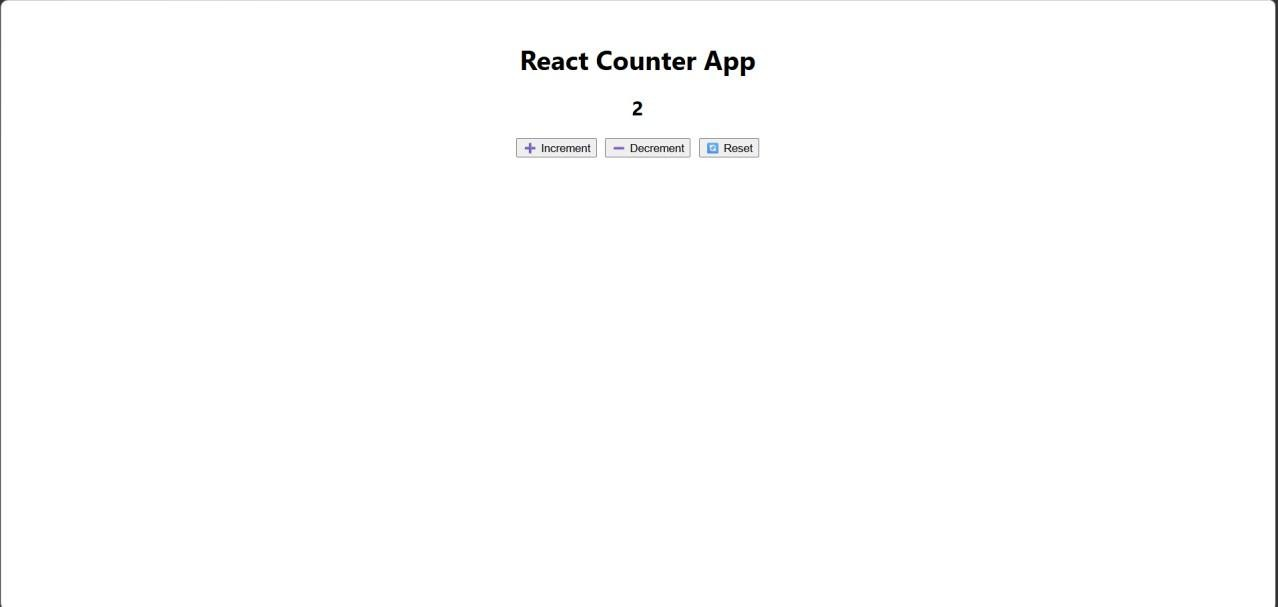 React Counter App
2
➕ Increment ➖ Decrement 🔄 Reset